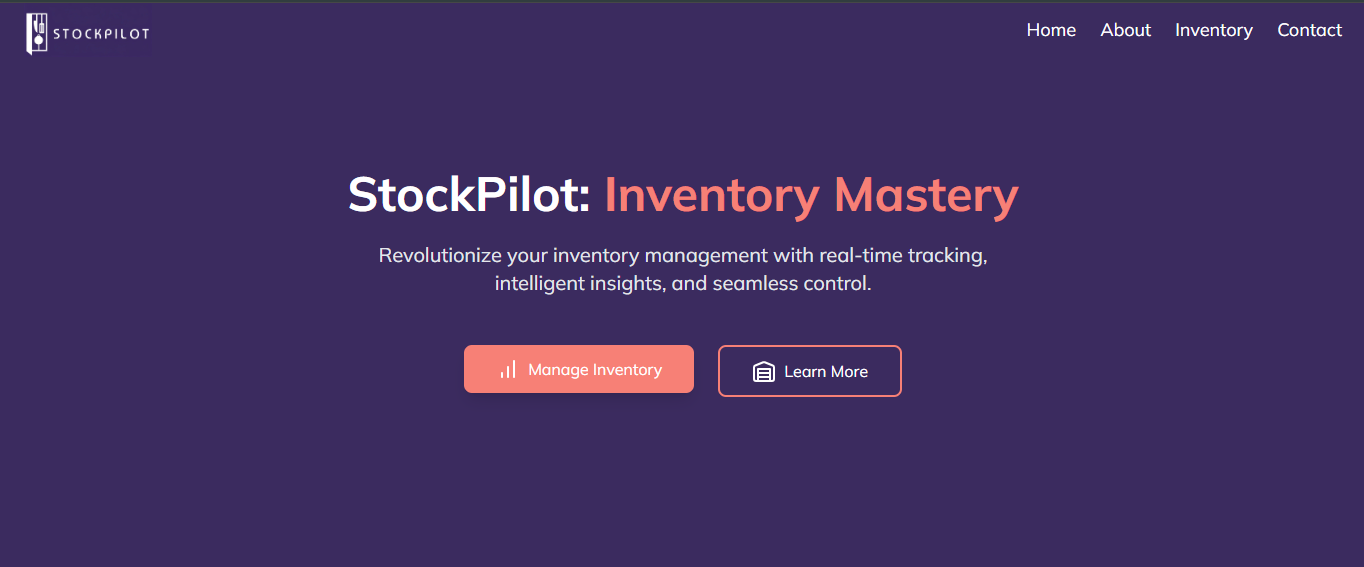 STOCKPILOT
Home About Inventory Contact
StockPilot: Inventory Mastery
Revolutionize your inventory management with real-time tracking,
intelligent insights, and seamless control.
Manage Inventory
Learn More